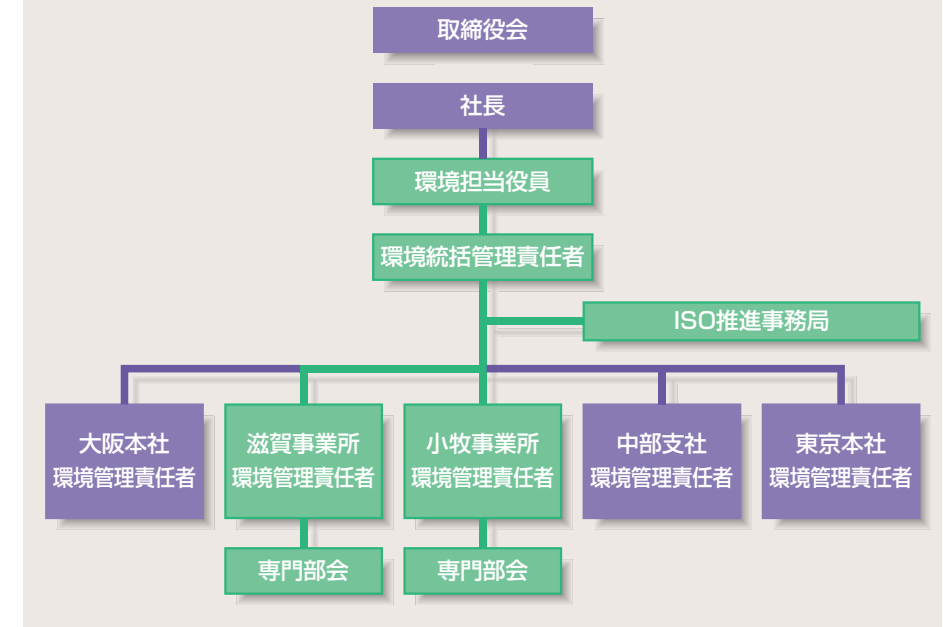 取締役会
社長
環境担当役員
環境統括管理責任者
ISO推進事務局
大阪本社
環境管理責任者
滋賀事業所
環境管理責任者
小牧事業所
環境管理責任者
中部支社
環境管理責任者
東京本社
環境管理責任者
専門部会
専門部会